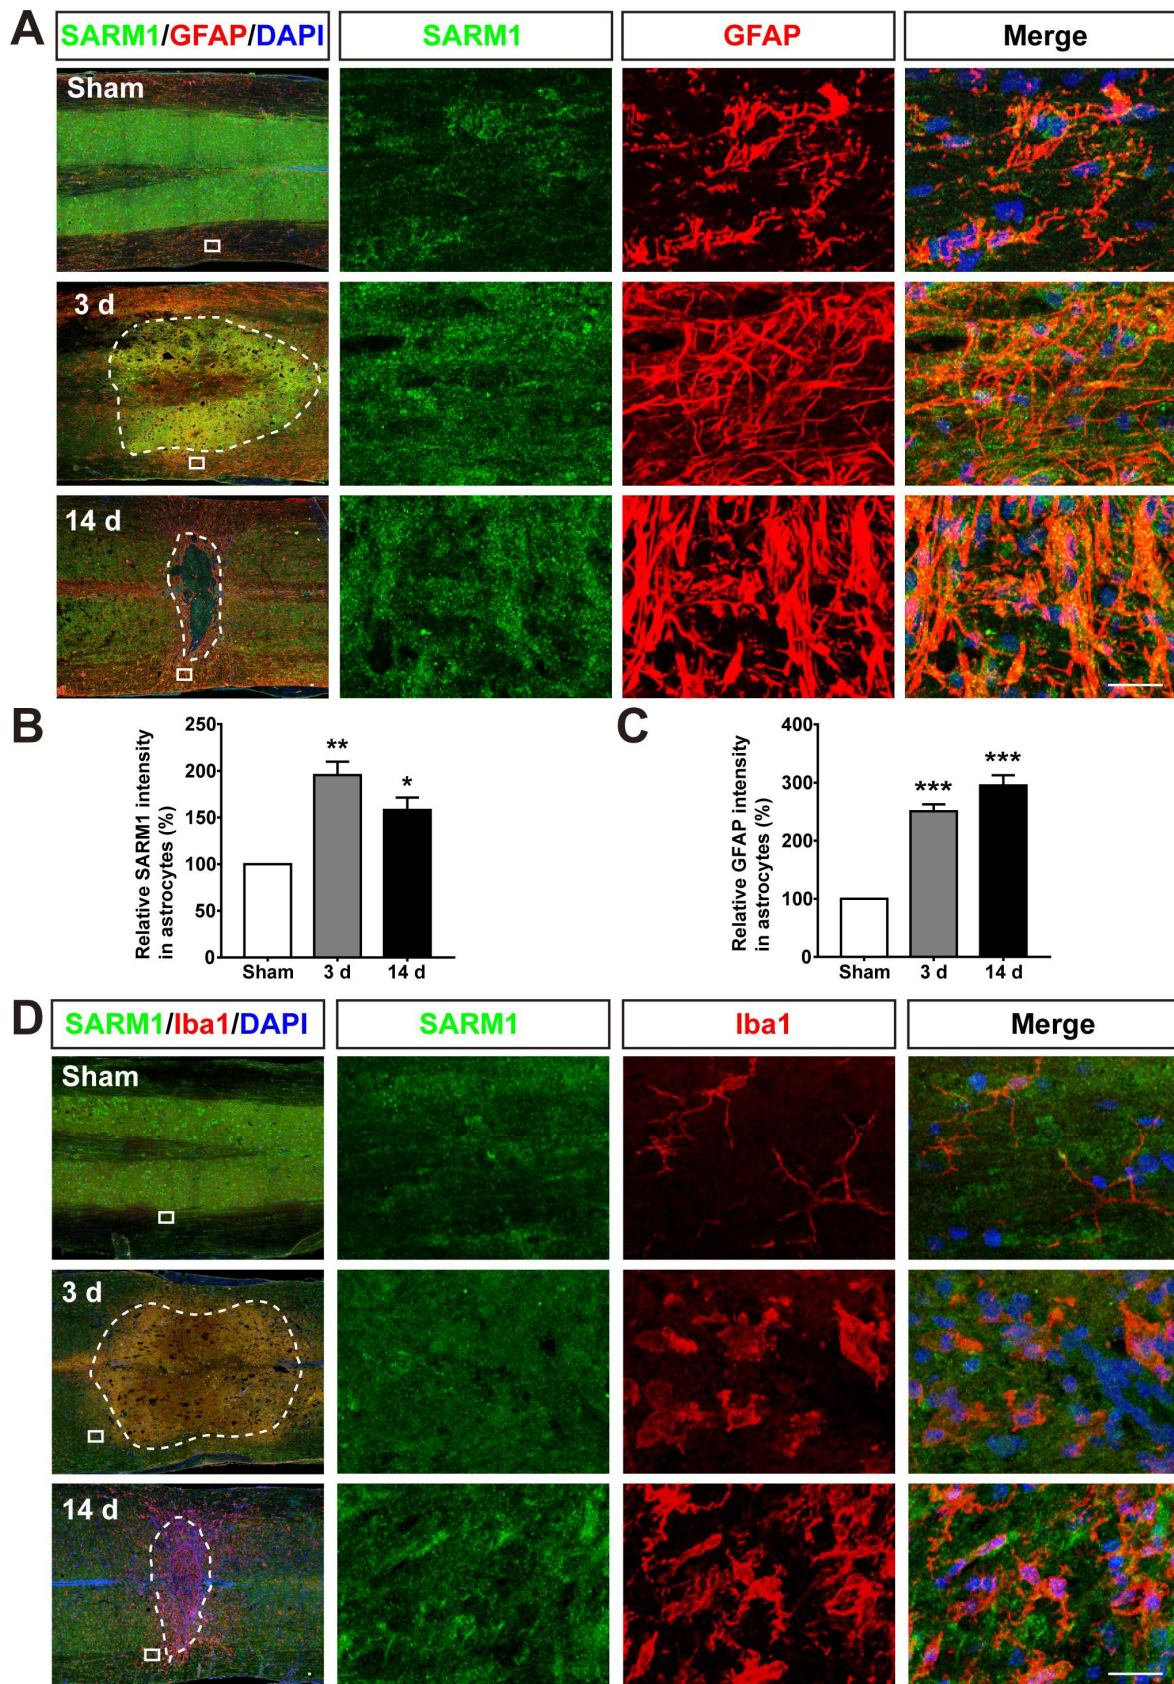 A
SARM1/GFAP/DAPI
SARM1
GFAP
Merge
Sham
3 d
14 d
B
Relative SARM1 intensity
in astrocytes (%)
250
200
150
100
50
0
**
*
Sham
3 d
14 d
C
Relative GFAP intensity
in astrocytes (%)
400
300
200
100
0
***
***
Sham
3 d
14 d
D
SARM1/Iba1/DAPI
SARM1
Iba1
Merge
Sham
3 d
14 d